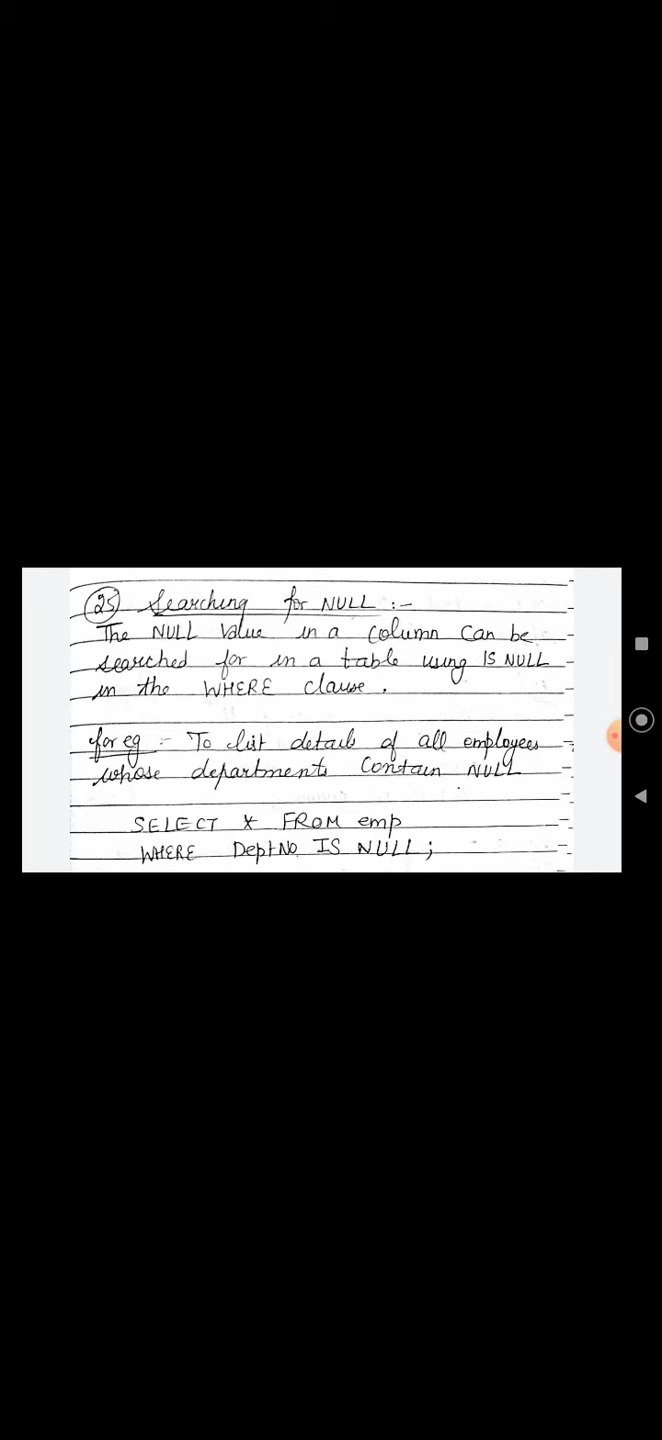 25) Searching for NULL :-
The NULL Value in a column can be
searched for in a table using IS NULL
in the WHERE clause.
for eg :- To list details of all employees
whose departments contain NULL
SELECT * FROM emp
WHERE DeptNo IS NULL;